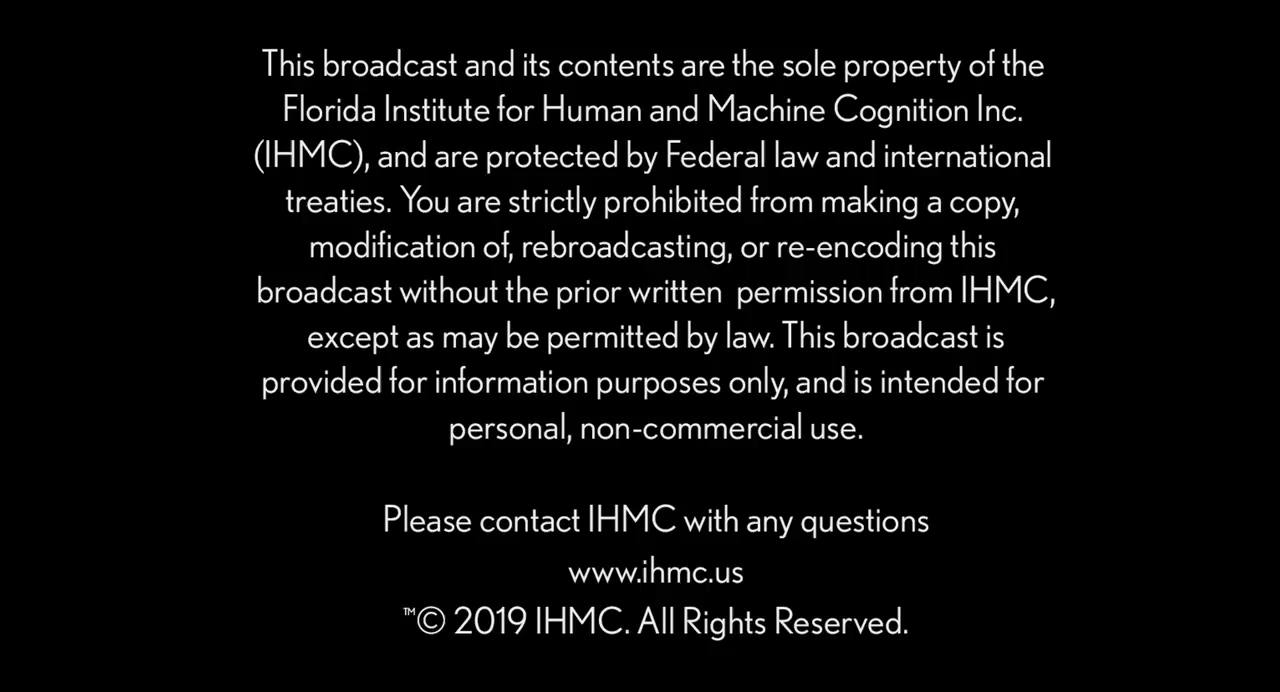 This broadcast and its contents are the sole property of the
Florida Institute for Human and Machine Cognition Inc.
(IHMC), and are protected by Federal law and international
treaties. You are strictly prohibited from making a copy,
modification of, rebroadcasting, or re-encoding this
broadcast without the prior written  permission from IHMC,
except as may be permitted by law. This broadcast is
provided for information purposes only, and is intended for
personal, non-commercial use.
Please contact IHMC with any questions
www.ihmc.us
™© 2019 IHMC. All Rights Reserved.